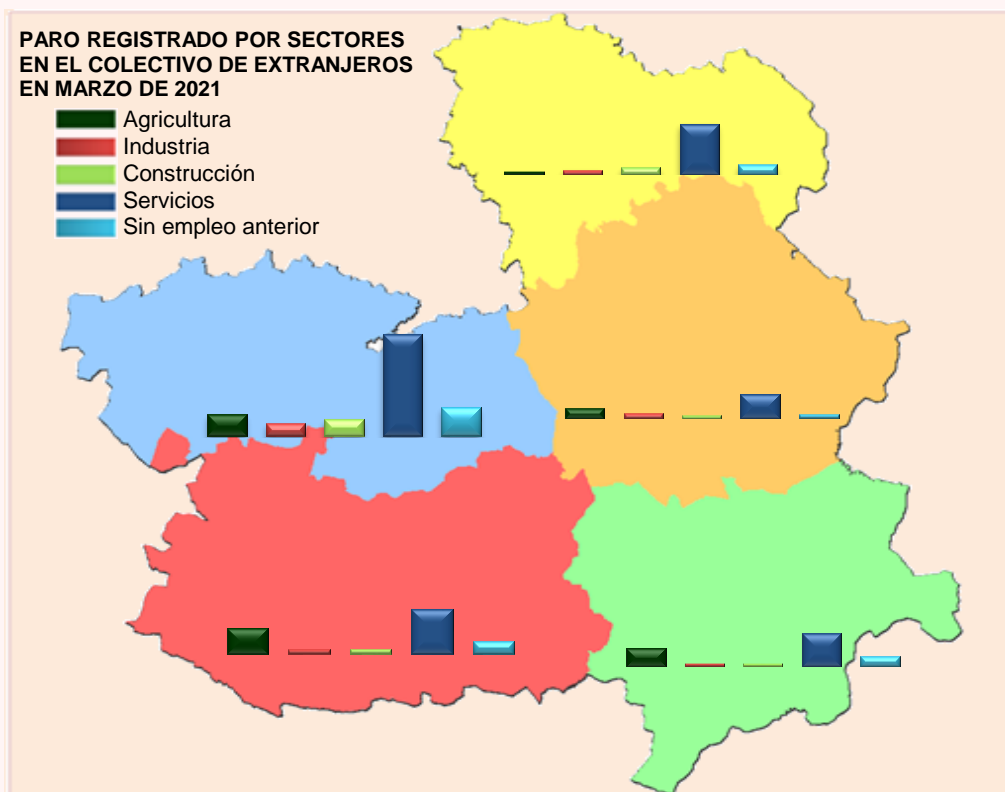 PARO REGISTRADO POR SECTORES
EN EL COLECTIVO DE EXTRANJEROS
EN MARZO DE 2021
Agricultura
Industria
Construcción
Servicios
Sin empleo anterior